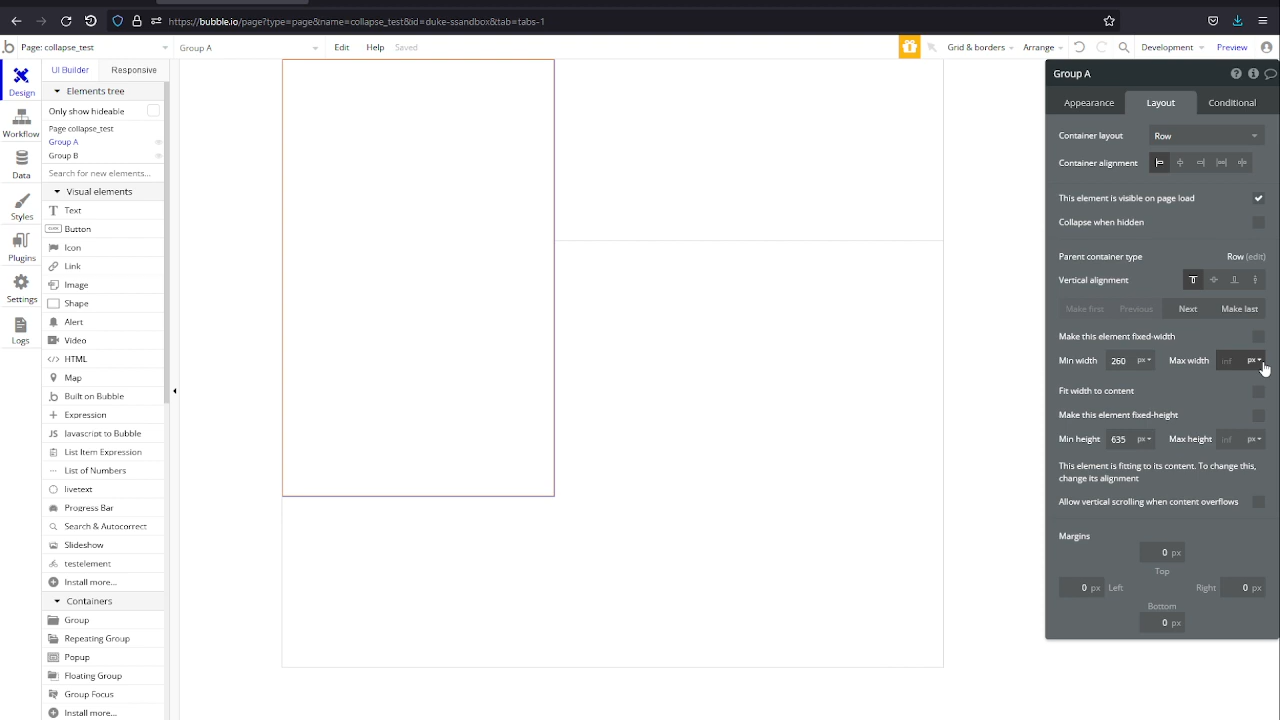 https://bubble.io/page?type=page&name=collapse_test&id=duke-ssandbox&tab=tabs-1
Page: collapse_test
Group A
Edit
Help
Saved
Grid & borders
Arrange
Development
Preview
UI Builder
Responsive
Design
Workflow
Data
Styles
Plugins
Settings
Logs
Elements tree
Only show hideable
Page collapse_test
Group A
Group B
Search for new elements...
Visual elements
Text
CLICK Button
Icon
Link
Image
Shape
Alert
Video
</> HTML
Map
Built on Bubble
Expression
JS Javascript to Bubble
List Item Expression
List of Numbers
livetext
Progress Bar
Search & Autocorrect
Slideshow
testelement
Install more...
Containers
Group
Repeating Group
Popup
Floating Group
Group Focus
Install more...
Group A
Appearance
Layout
Conditional
Container layout Row
Container alignment
This element is visible on page load
Collapse when hidden
Parent container type Row (edit)
Vertical alignment
Make first Previous Next Make last
Make this element fixed-width
Min width 260 px Max width inf px
Fit width to content
Make this element fixed-height
Min height 635 px Max height inf px
This element is fitting to its content. To change this,
change its alignment
Allow vertical scrolling when content overflows
Margins
0 px
Top
0 px Left Right 0 px
Bottom
0 px